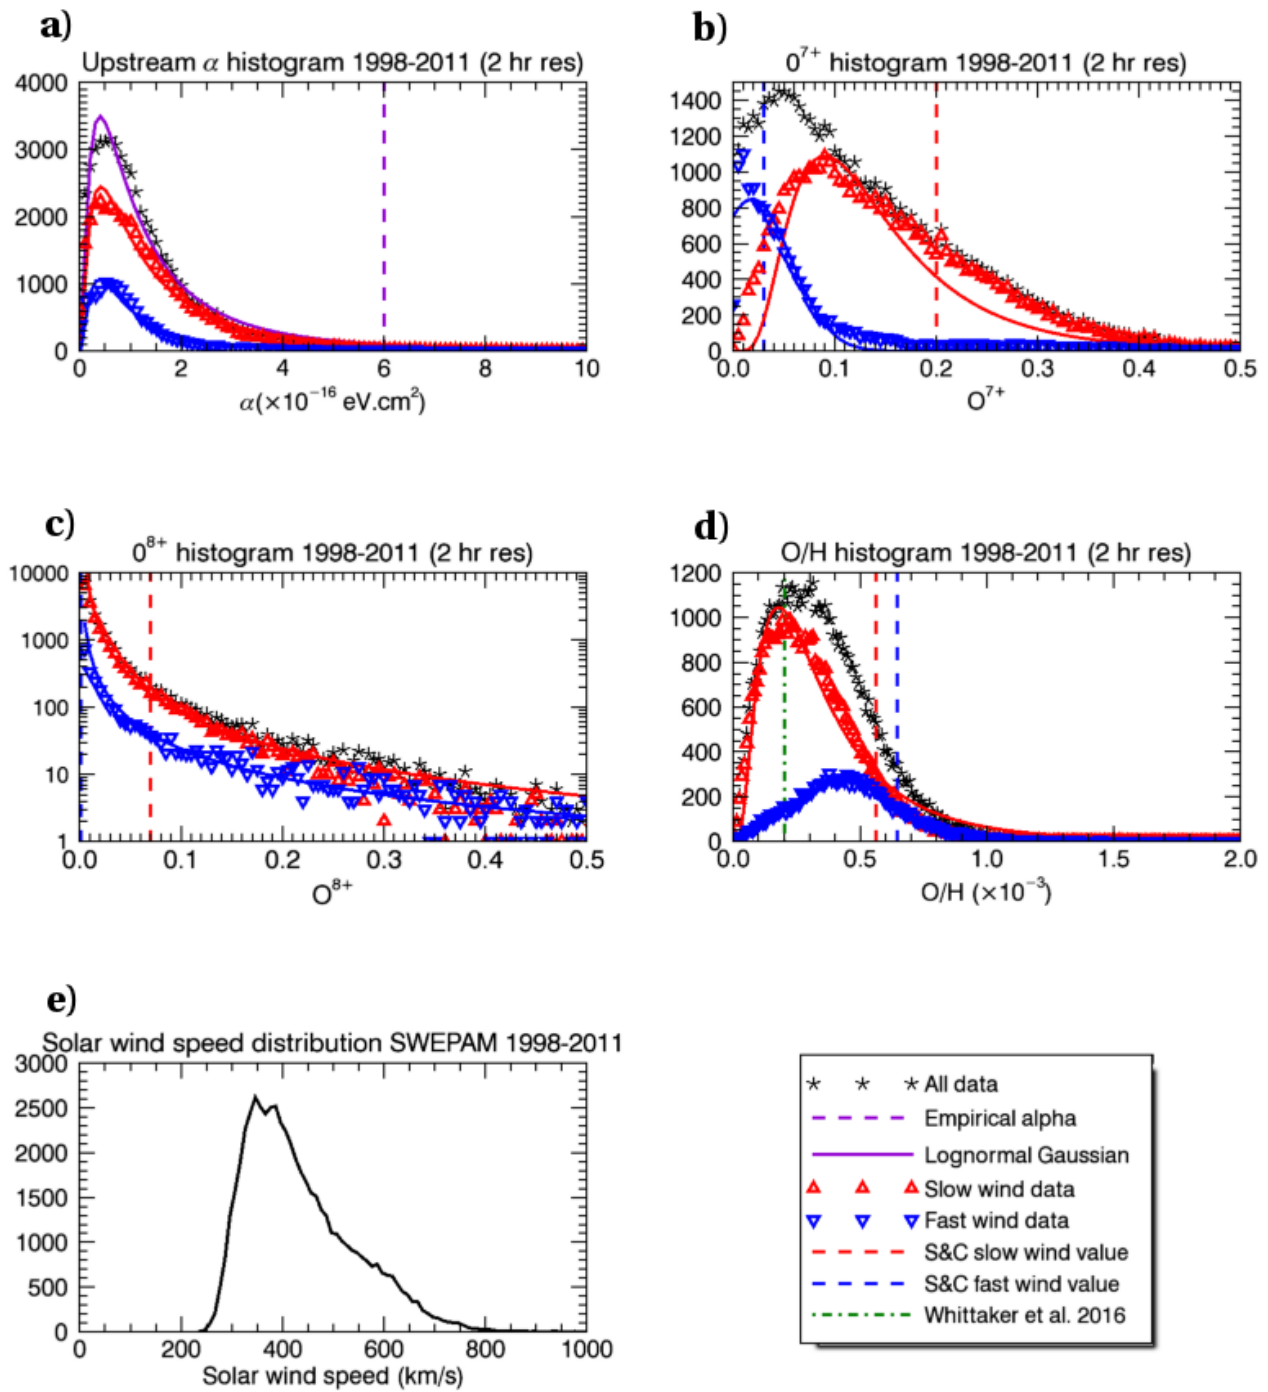 a)
Upstream α histogram 1998-2011 (2 hr res)
4000
3000
2000
1000
0
0 2 4 6 8 10
α(×10⁻¹⁶ eV.cm²)
b)
0⁷⁺ histogram 1998-2011 (2 hr res)
1400
1200
1000
800
600
400
200
0
0.0 0.1 0.2 0.3 0.4 0.5
O⁷⁺
c)
0⁸⁺ histogram 1998-2011 (2 hr res)
10000
1000
100
10
1
0.0 0.1 0.2 0.3 0.4 0.5
O⁸⁺
d)
O/H histogram 1998-2011 (2 hr res)
1200
1000
800
600
400
200
0
0.0 0.5 1.0 1.5 2.0
O/H (×10⁻³)
e)
Solar wind speed distribution SWEPAM 1998-2011
3000
2500
2000
1500
1000
500
0
0 200 400 600 800 1000
Solar wind speed (km/s)
All data
Empirical alpha
Lognormal Gaussian
Slow wind data
Fast wind data
S&C slow wind value
S&C fast wind value
Whittaker et al. 2016